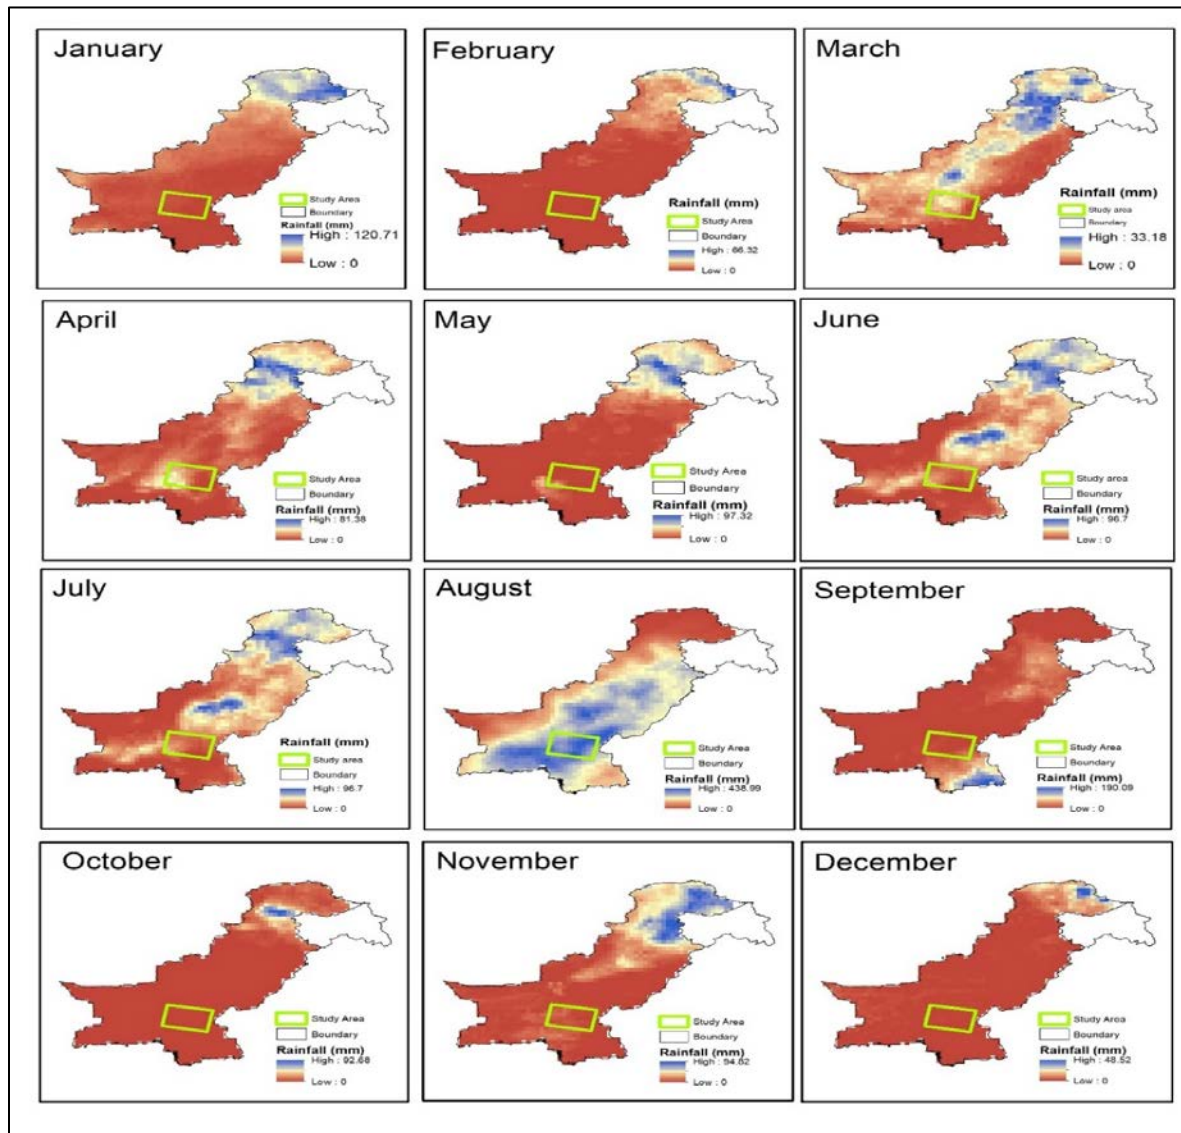 January
Study Area
Boundary
Rainfall (mm)
High : 120.71
Low : 0
February
Rainfall (mm)
Study Area
Boundary
High : 66.32
Low : 0
March
Rainfall (mm)
Study area
Boundary
High : 33.18
Low : 0
April
Study Area
Boundary
Rainfall (mm)
High : 81.38
Low : 0
May
Study Area
Boundary
Rainfall (mm)
High : 97.32
Low : 0
June
Study Area
Boundary
Rainfall (mm)
High : 96.7
Low : 0
July
Rainfall (mm)
Study area
Boundary
High : 96.7
Low : 0
August
Study Area
Boundary
Rainfall (mm)
High : 438.99
Low : 0
September
Study Area
Boundary
Rainfall (mm)
High : 190.09
Low : 0
October
Study Area
Boundary
Rainfall (mm)
High : 92.68
Low : 0
November
Study Area
Boundary
Rainfall (mm)
High : 94.62
Low : 0
December
Study Area
Boundary
Rainfall (mm)
High : 48.52
Low : 0